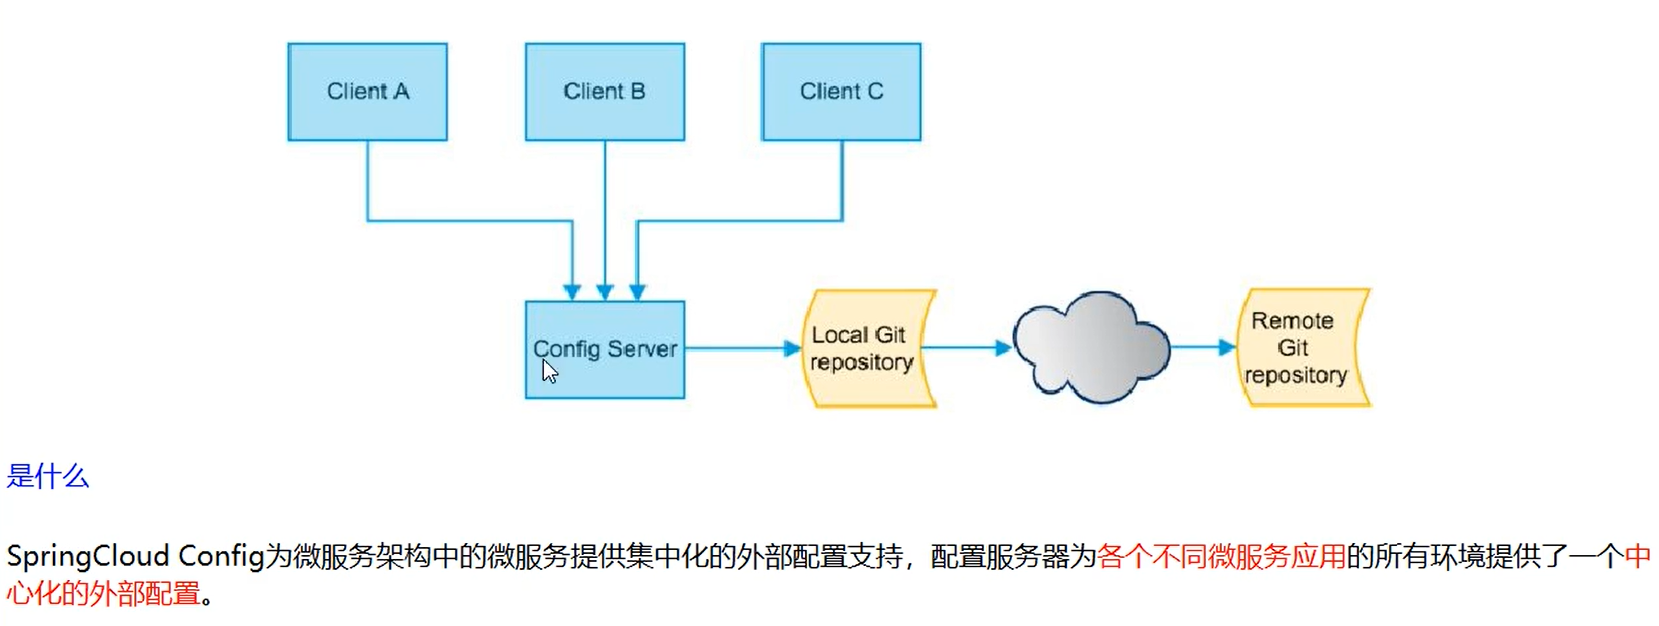 Client A
Client B
Client C
Config Server
Local Git
repository
Remote
Git
repository
是什么
SpringCloud Config为微服务架构中的微服务提供集中化的外部配置支持，配置服务器为各个不同微服务应用的所有环境提供了一个中
心化的外部配置。